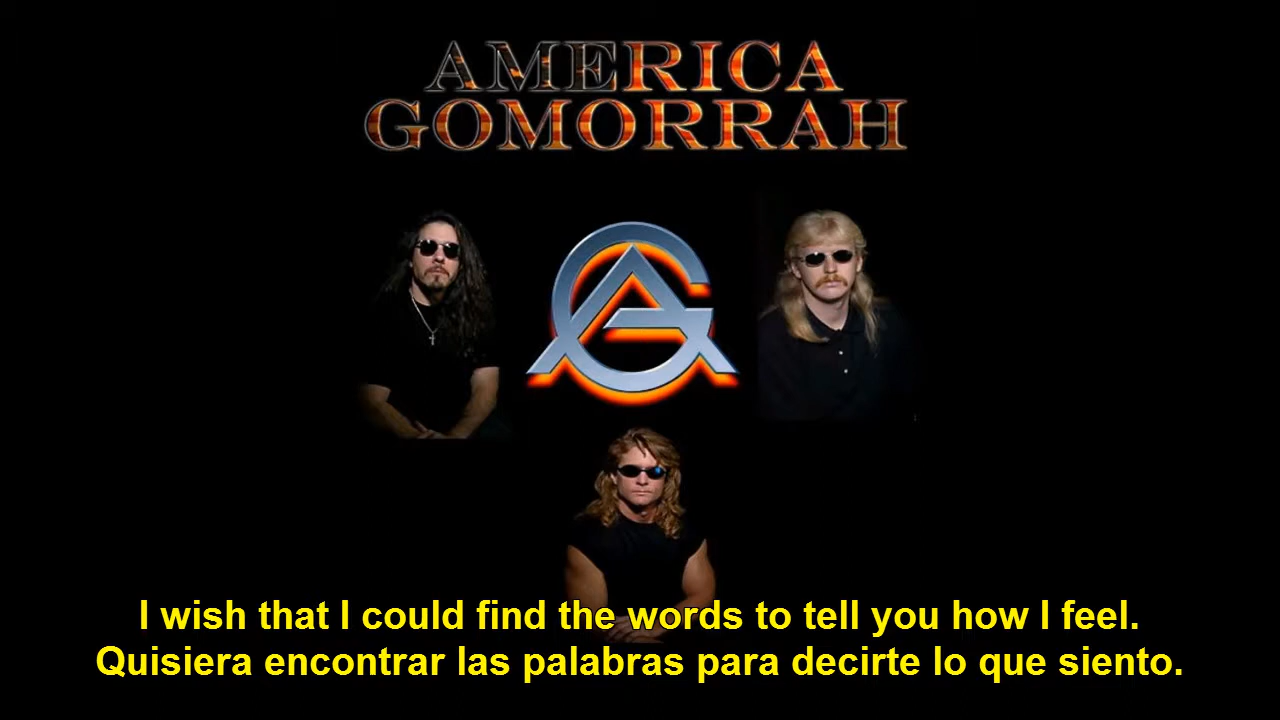 AMERICA
GOMORRAH
AG
I wish that I could find the words to tell you how I feel.
Quisiera encontrar las palabras para decirte lo que siento.